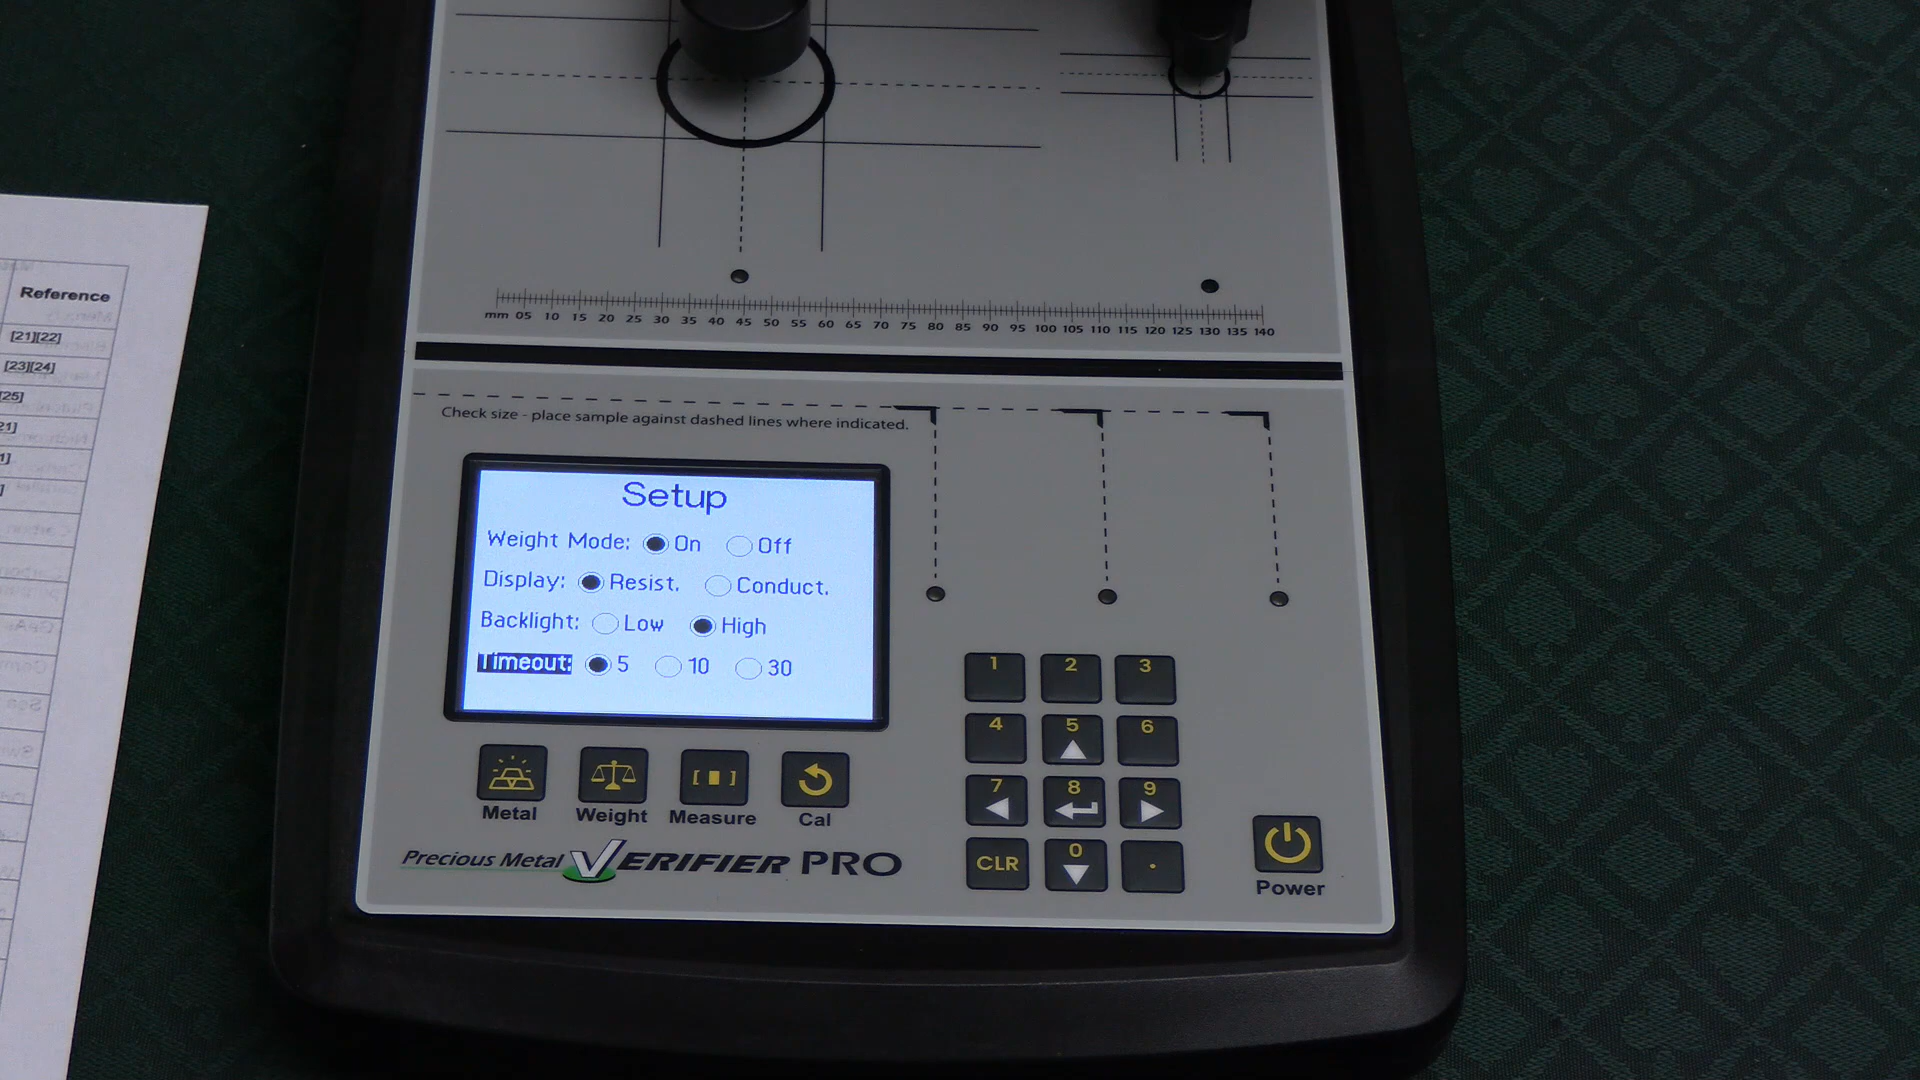 Reference
[21][22]
[23][24]
[25]
mm 05 10 15 20 25 30 35 40 45 50 55 60 65 70 75 80 85 90 95 100 105 110 115 120 125 130 135 140
Check size - place sample against dashed lines where indicated.
Setup
Weight Mode: On Off
Display: Resist. Conduct.
Backlight: Low High
Timeout: 5 10 30
Metal Weight Measure Cal
Precious Metal VERIFIER PRO
1 2 3
4 5 6
7 8 9
CLR 0 .
Power